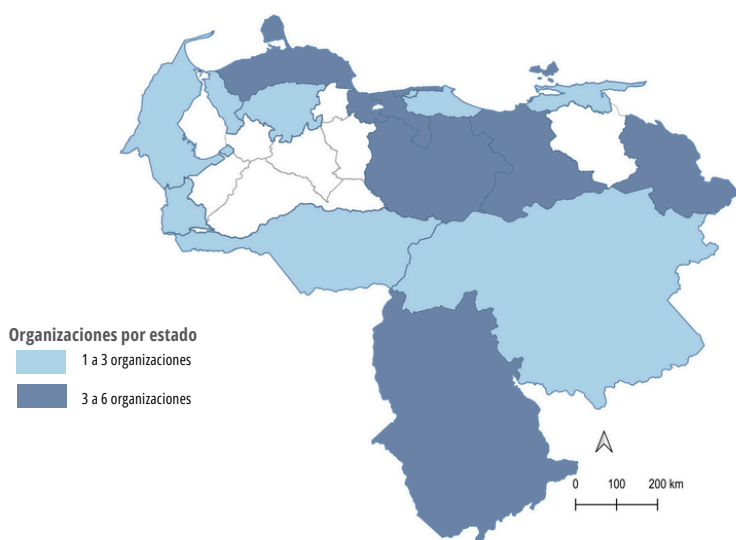 Organizaciones por estado
1 a 3 organizaciones
3 a 6 organizaciones
0 100 200 km